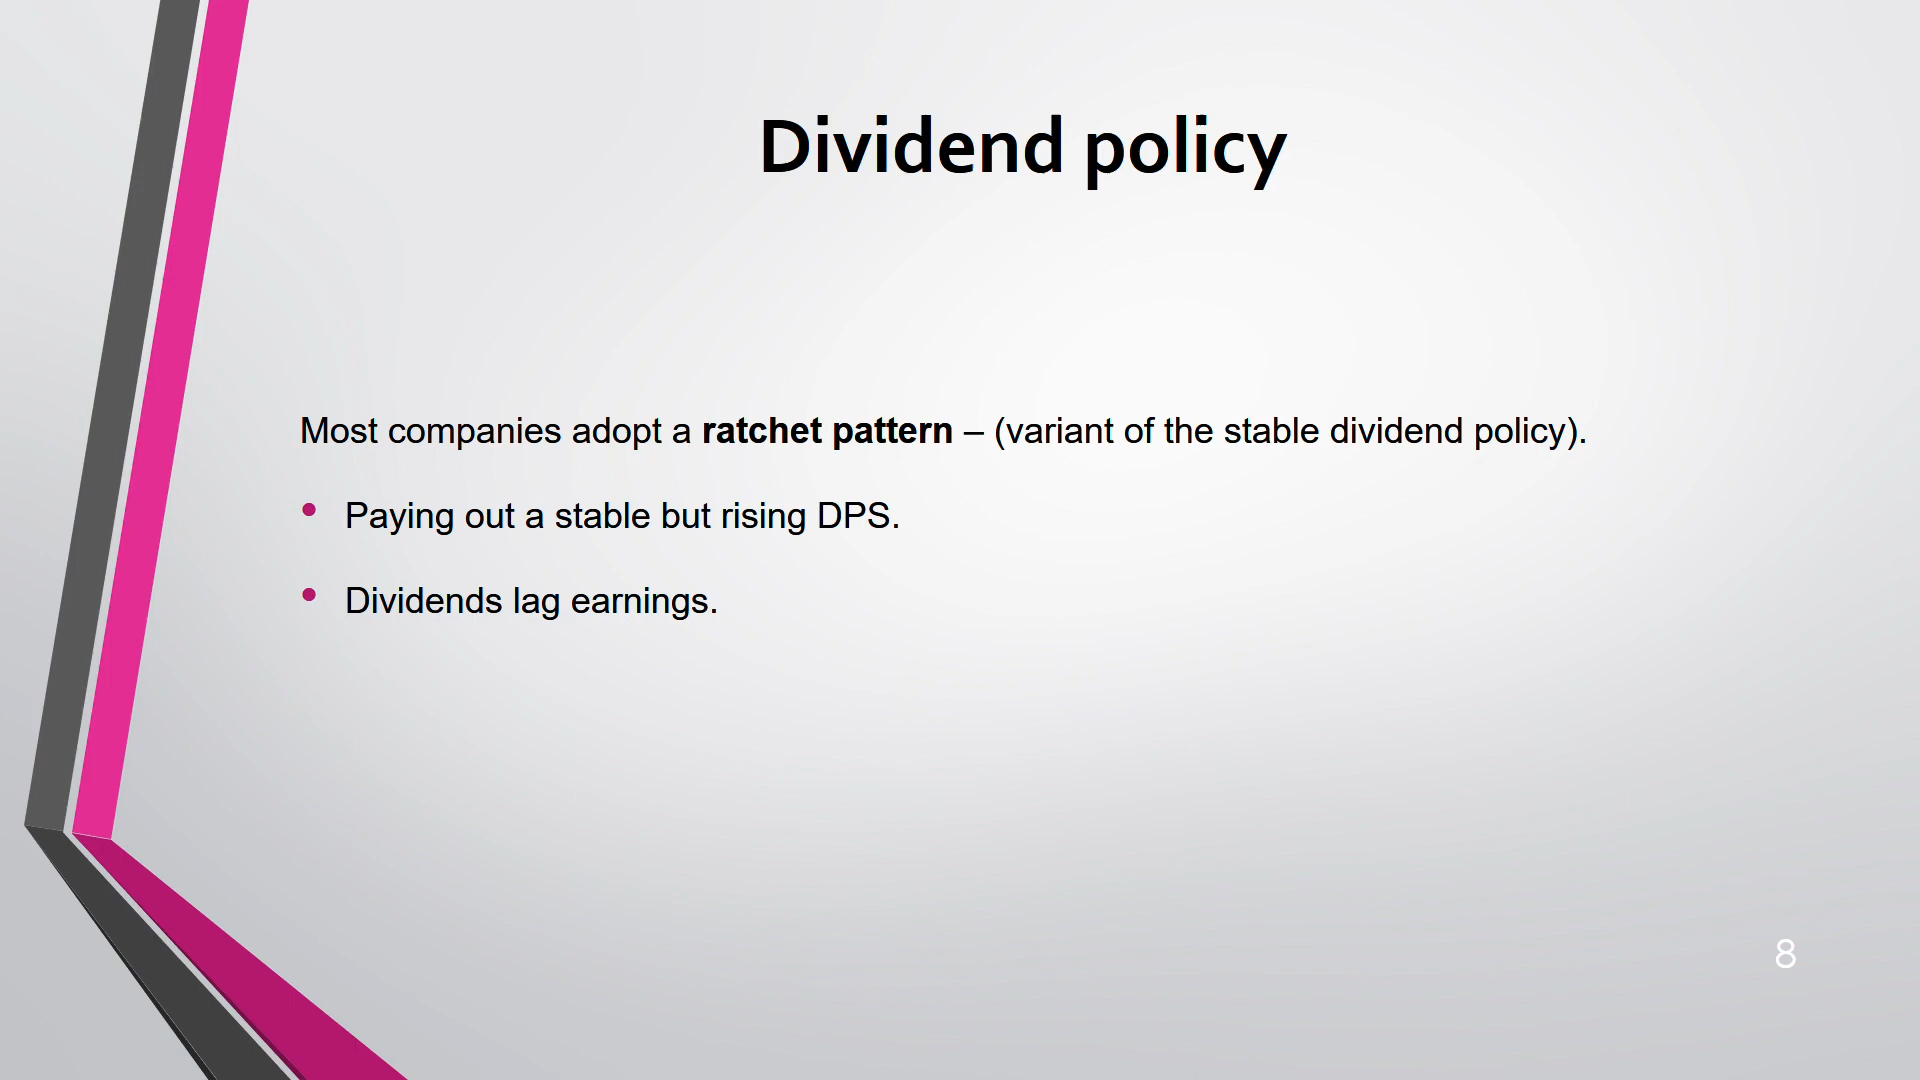 Dividend policy
Most companies adopt a ratchet pattern – (variant of the stable dividend policy).
• Paying out a stable but rising DPS.
• Dividends lag earnings.
8